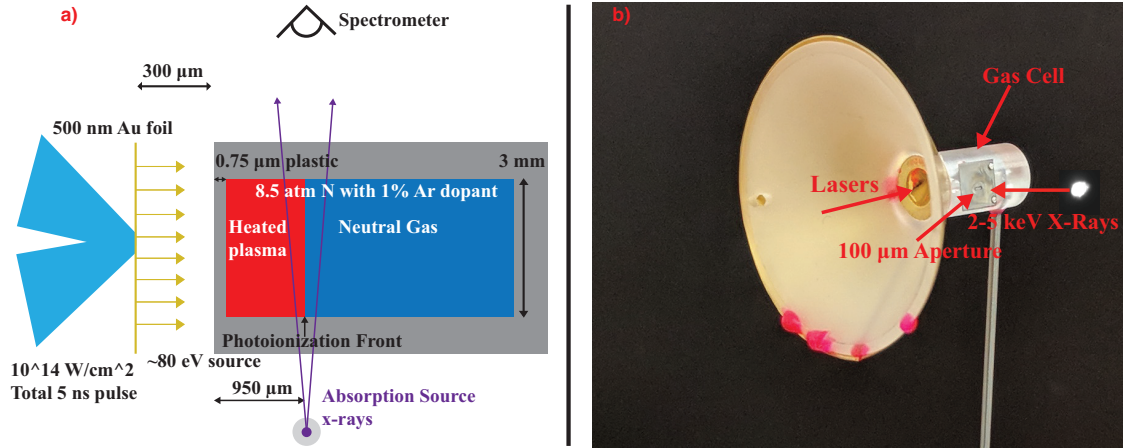 a)
Spectrometer
300 µm
500 nm Au foil
0.75 µm plastic
3 mm
8.5 atm N with 1% Ar dopant
Heated
plasma
Neutral Gas
Photoionization Front
10^14 W/cm^2
Total 5 ns pulse
~80 eV source
950 µm
Absorption Source
x-rays
b)
Gas Cell
Lasers
2-5 keV X-Rays
100 µm Aperture